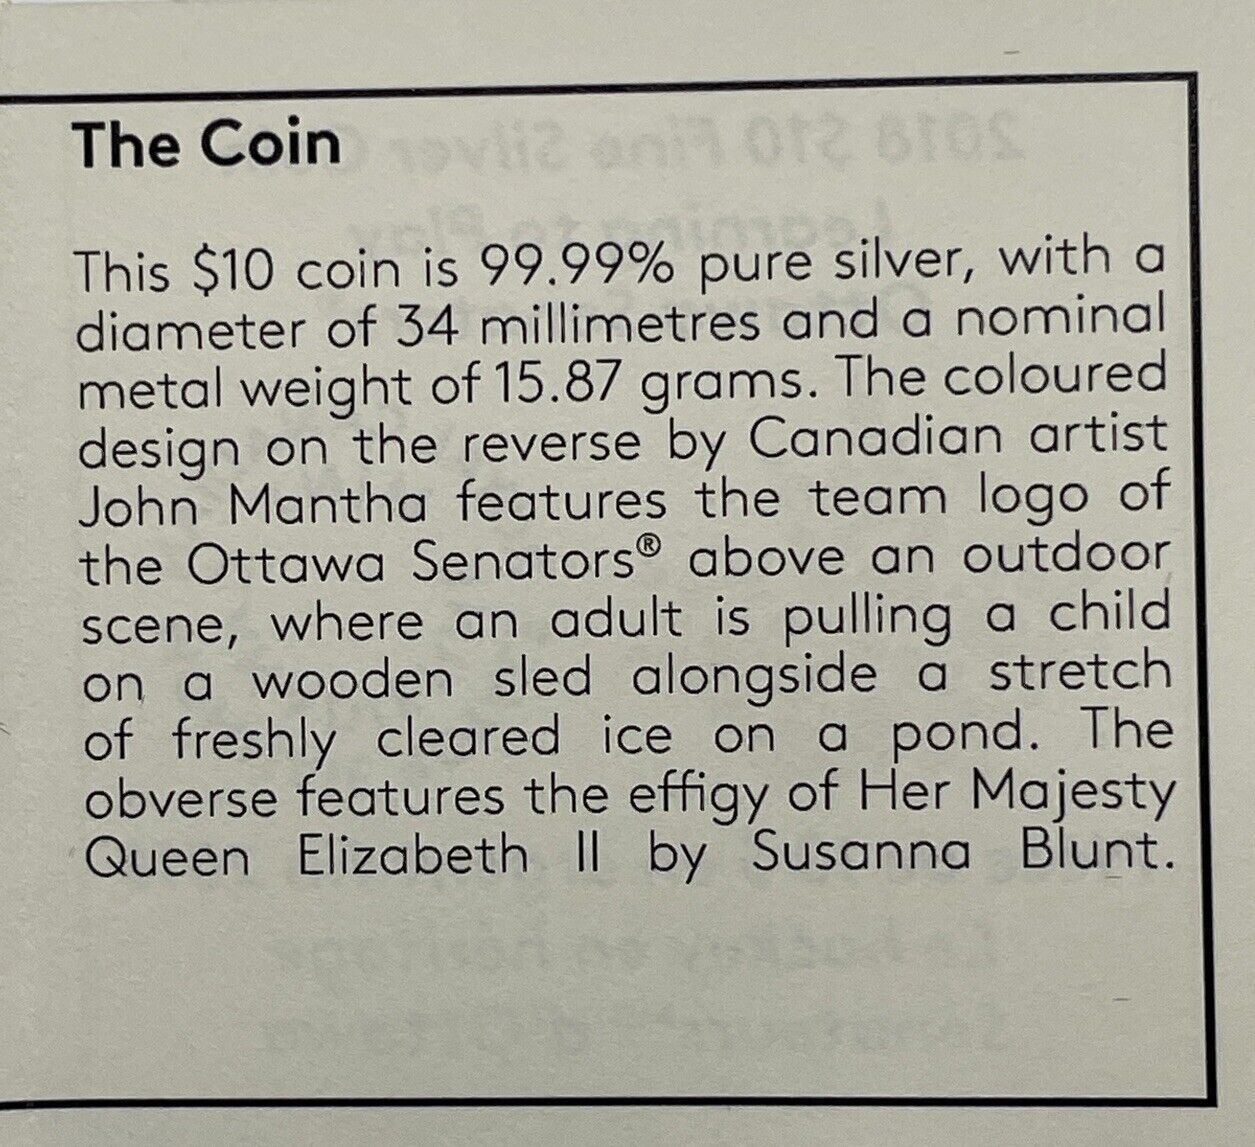 The Coin
This $10 coin is 99.99% pure silver, with a
diameter of 34 millimetres and a nominal
metal weight of 15.87 grams. The coloured
design on the reverse by Canadian artist
John Mantha features the team logo of
the Ottawa Senators® above an outdoor
scene, where an adult is pulling a child
on a wooden sled alongside a stretch
of freshly cleared ice on a pond. The
obverse features the effigy of Her Majesty
Queen Elizabeth II by Susanna Blunt.